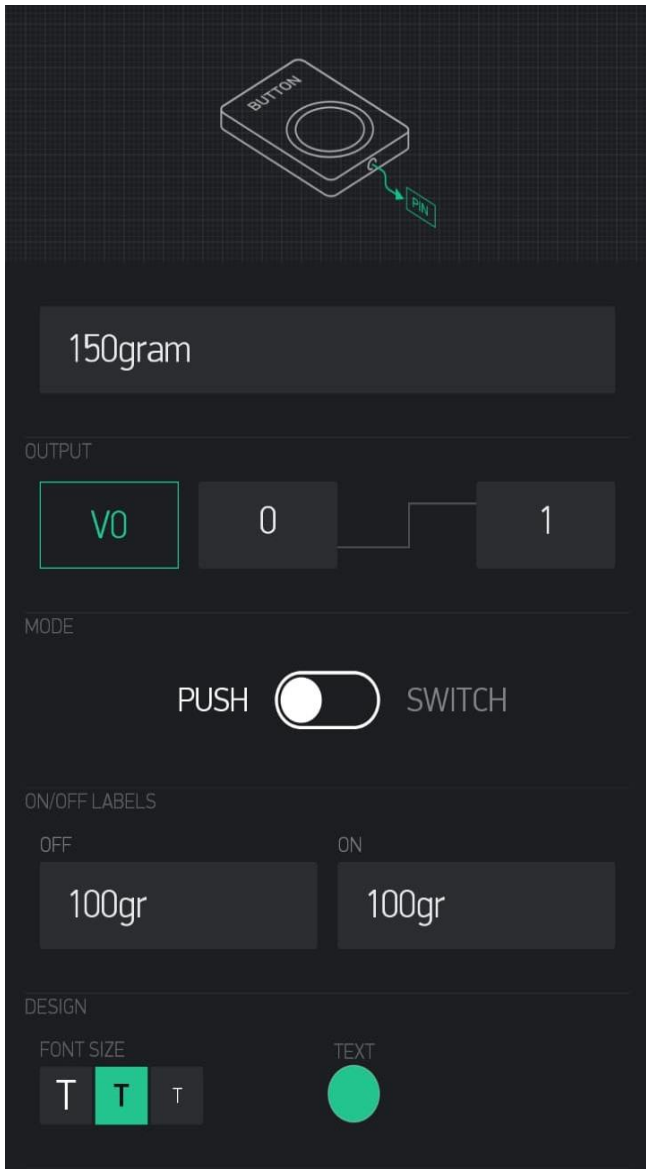 BUTTON
PIN
150gram
OUTPUT
V0 0 1
MODE
PUSH SWITCH
ON/OFF LABELS
OFF ON
100gr 100gr
DESIGN
FONT SIZE TEXT
T T T